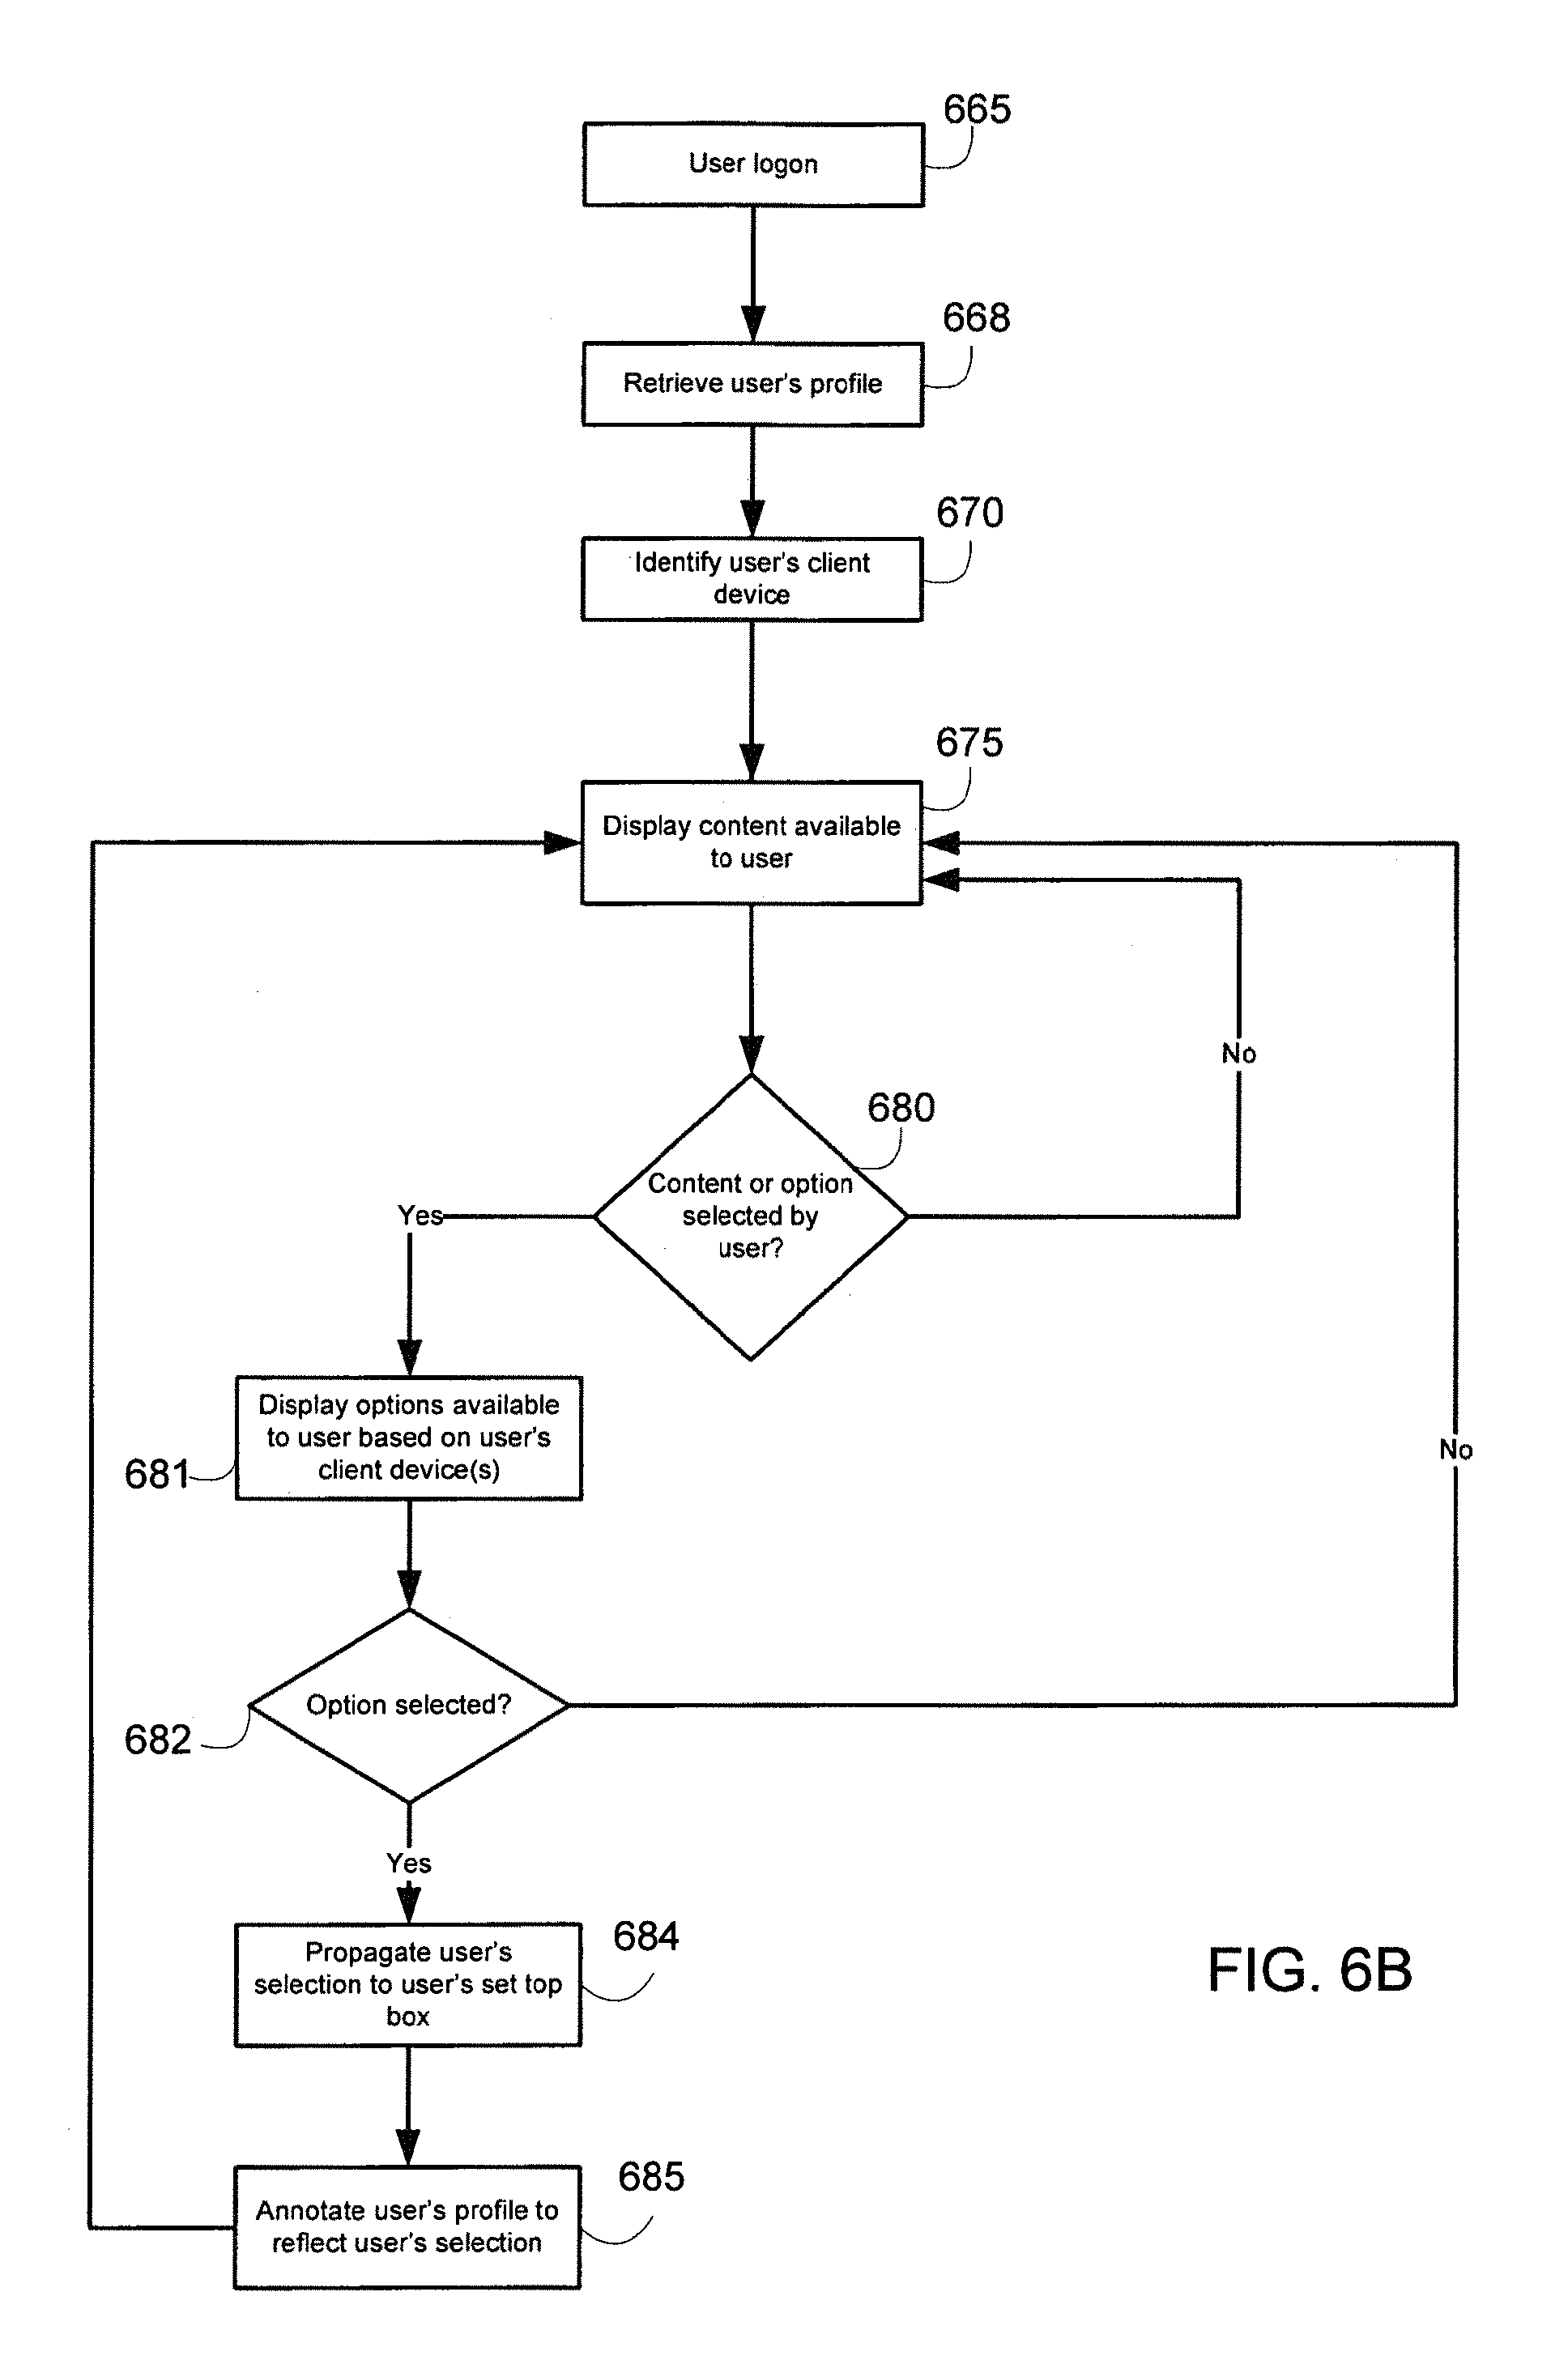 665
User logon
668
Retrieve user's profile
670
Identify user's client
device
675
Display content available
to user
No
680
Content or option
selected by
user?
Yes
Display options available
to user based on user's
client device(s)
681
No
Option selected?
682
Yes
684
Propagate user's
selection to user's set top
box
FIG. 6B
685
Annotate user's profile to
reflect user's selection